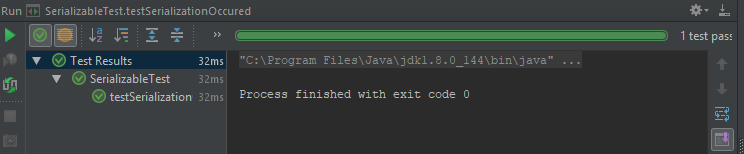 Run SerializableTest.testSerializationOccured
» 1 test pass
Test Results 32ms
SerializableTest 32ms
testSerialization 32ms
"C:\Program Files\Java\jdk1.8.0_144\bin\java" ...
Process finished with exit code 0